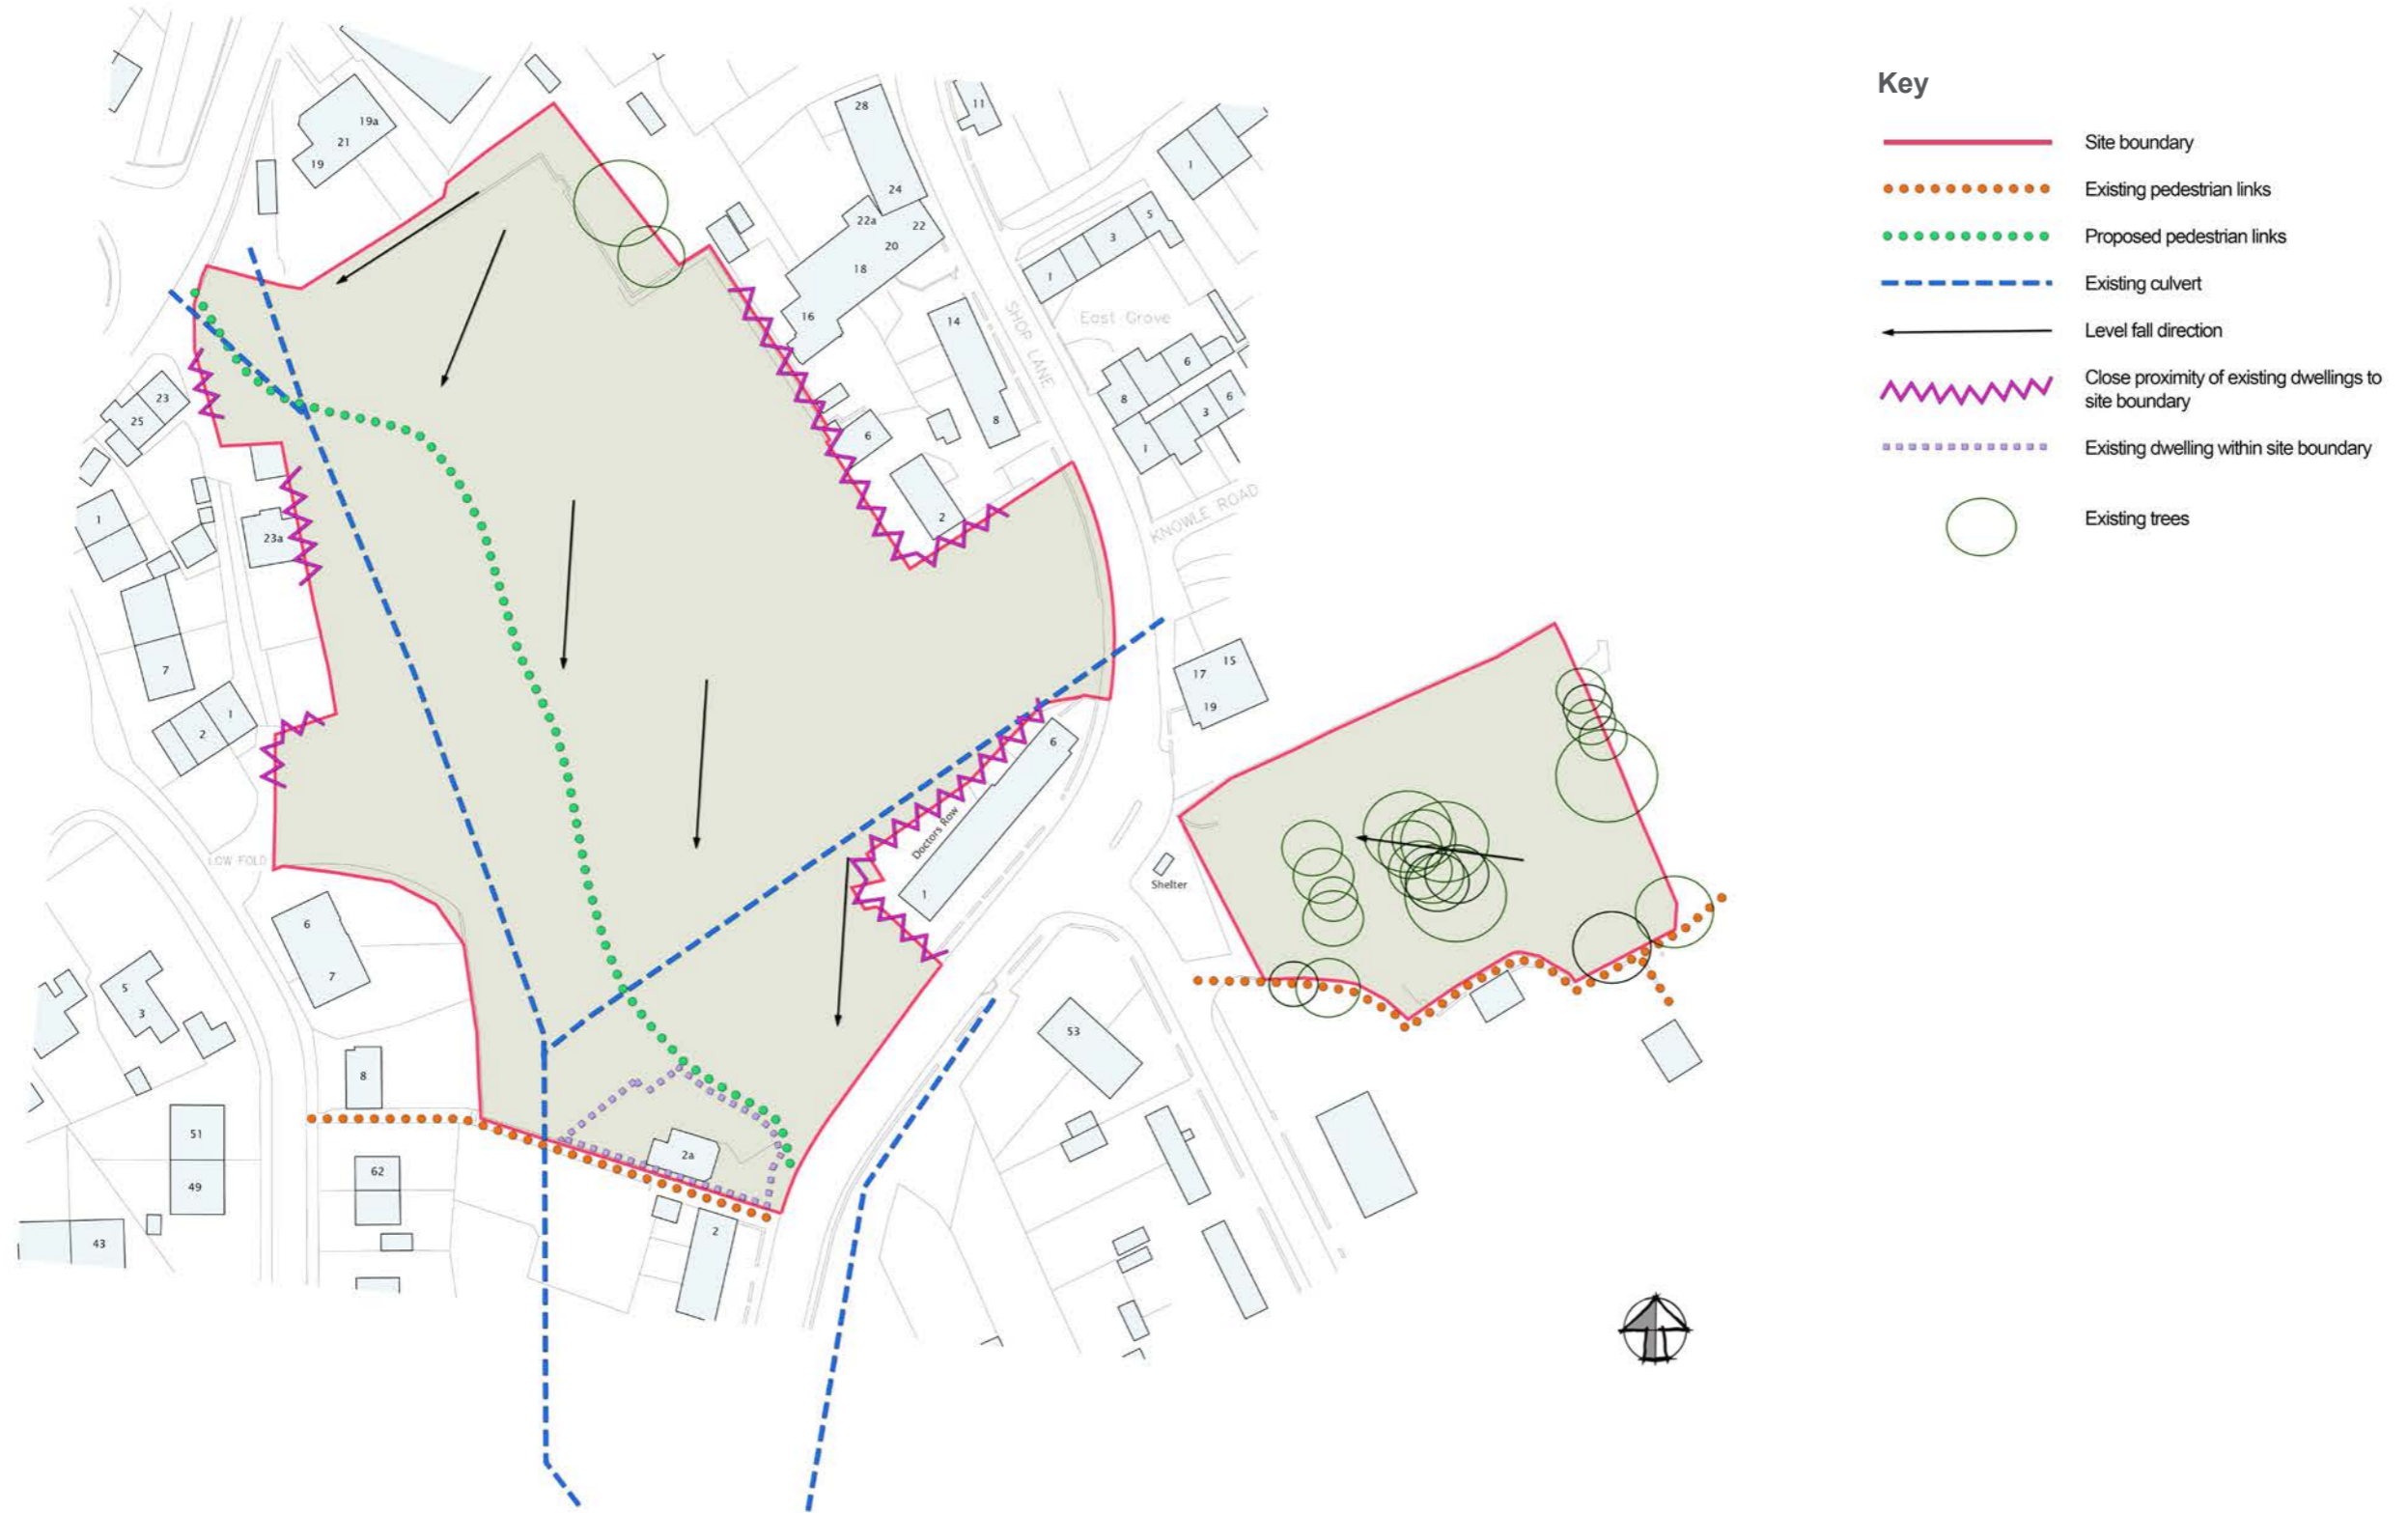 Key
Site boundary
Existing pedestrian links
Proposed pedestrian links
Existing culvert
Level fall direction
Close proximity of existing dwellings to
site boundary
Existing dwelling within site boundary
Existing trees
19a
21
19
28
24
22a
22
20
18
16
14
8
6
2
11
1
5
3
1
East Grove
SHOP LANE
6
8
6
3
1
KNOWLE ROAD
23
25
1
23a
7
1
2
17
15
19
6
Doctors Row
1
Shelter
LOW FOLD
6
7
5
3
8
51
49
43
62
2a
2
53